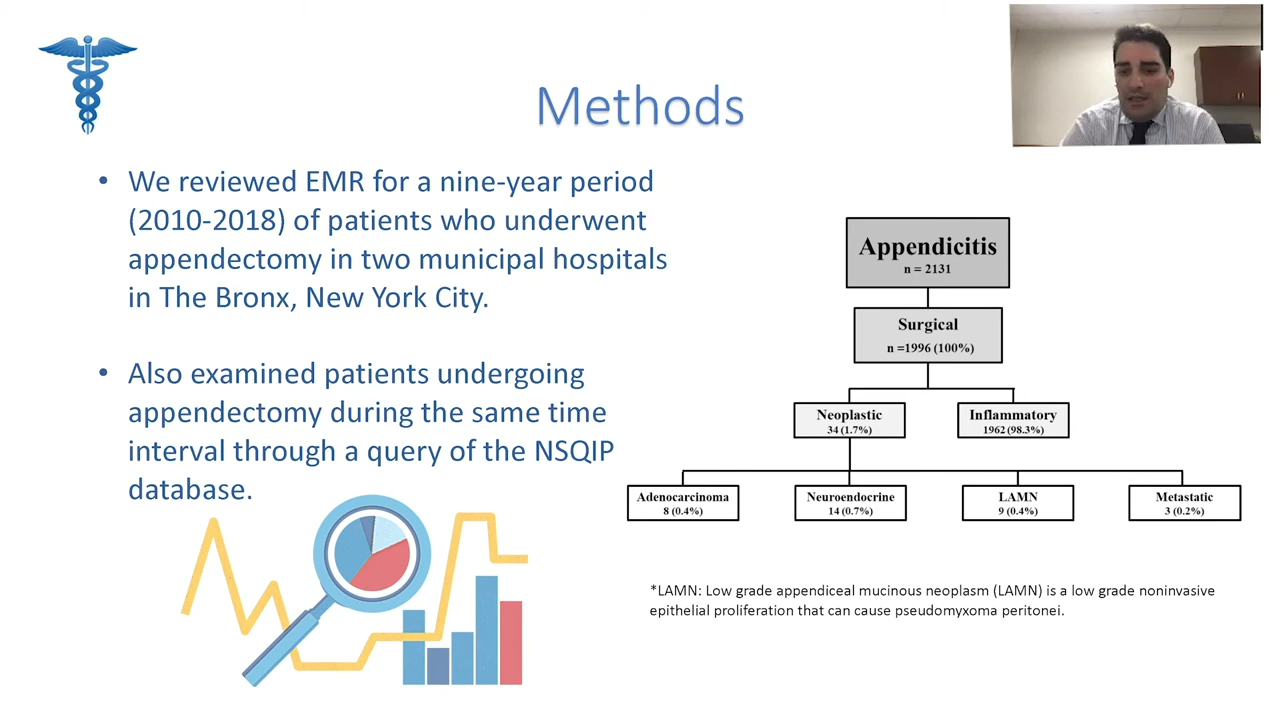 Methods
• We reviewed EMR for a nine-year period
(2010-2018) of patients who underwent
appendectomy in two municipal hospitals
in The Bronx, New York City.
• Also examined patients undergoing
appendectomy during the same time
interval through a query of the NSQIP
database.
Appendicitis
n = 2131
Surgical
n =1996 (100%)
Neoplastic
34 (1.7%)
Inflammatory
1962 (98.3%)
Adenocarcinoma
8 (0.4%)
Neuroendocrine
14 (0.7%)
LAMN
9 (0.4%)
Metastatic
3 (0.2%)
*LAMN: Low grade appendiceal mucinous neoplasm (LAMN) is a low grade noninvasive
epithelial proliferation that can cause pseudomyxoma peritonei.